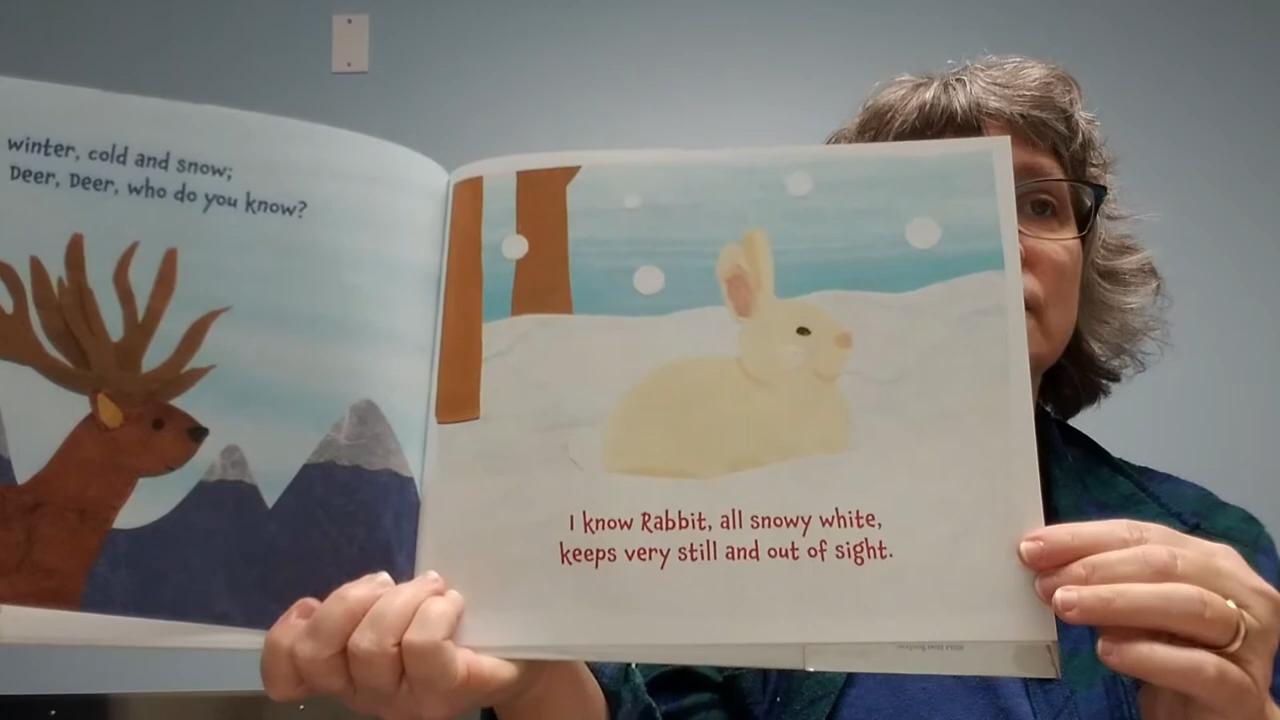 winter, cold and snow;
Deer, Deer, who do you know?
I know Rabbit, all snowy white,
keeps very still and out of sight.